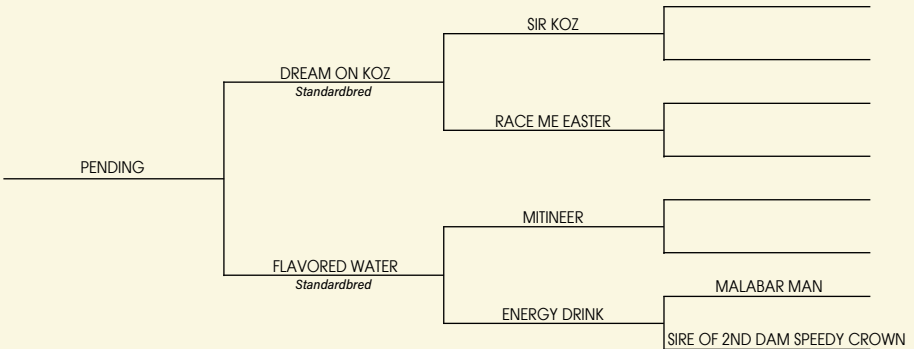 SIR KOZ
DREAM ON KOZ
Standardbred
RACE ME EASTER
PENDING
MITINEER
FLAVORED WATER
Standardbred
MALABAR MAN
ENERGY DRINK
SIRE OF 2ND DAM SPEEDY CROWN